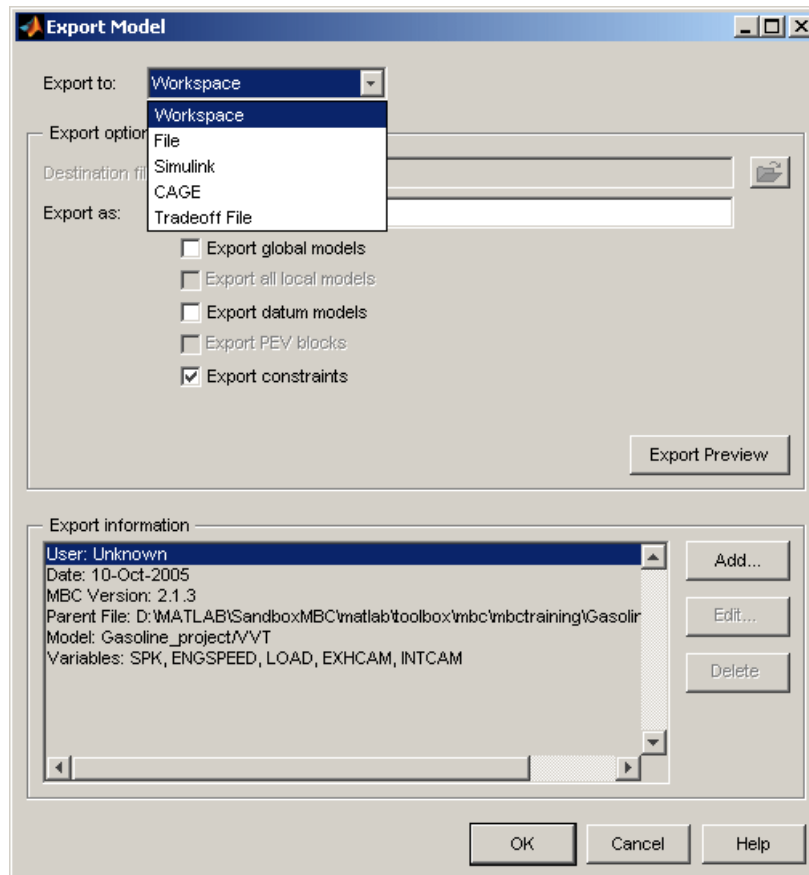 Export Model
Export to: Workspace
Workspace
File
Simulink
CAGE
Tradeoff File
Export option
Destination fil
Export as:
Export global models
Export all local models
Export datum models
Export PEV blocks
Export constraints
Export Preview
Export information
User: Unknown
Date: 10-Oct-2005
MBC Version: 2.1.3
Parent File: D:\MATLAB\SandboxMBC\matlab\toolbox\mbc\mbctraining\Gasolin
Model: Gasoline_project/VVT
Variables: SPK, ENGSPEED, LOAD, EXHCAM, INTCAM
Add...
Edit...
Delete
OK Cancel Help